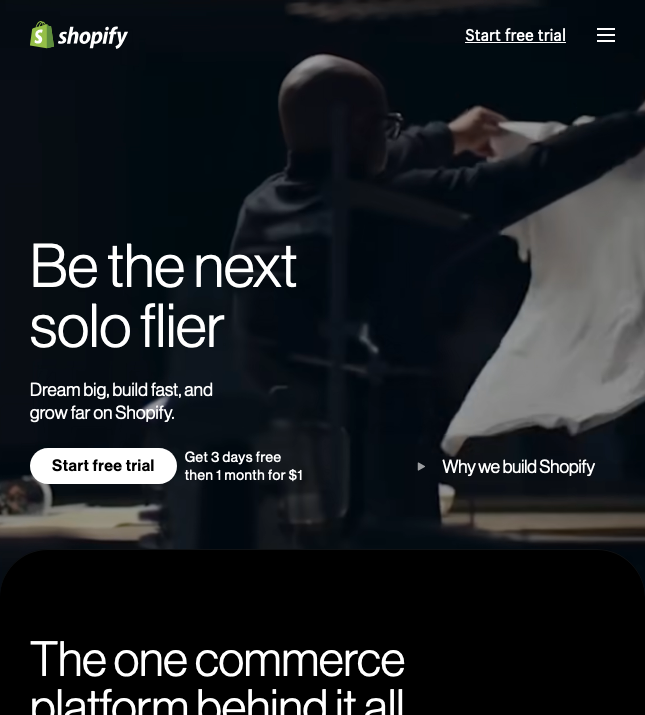 shopify
Start free trial
Be the next
solo flier
Dream big, build fast, and
grow far on Shopify.
Start free trial
Get 3 days free
then 1 month for $1
Why we build Shopify
The one commerce
platform behind it all